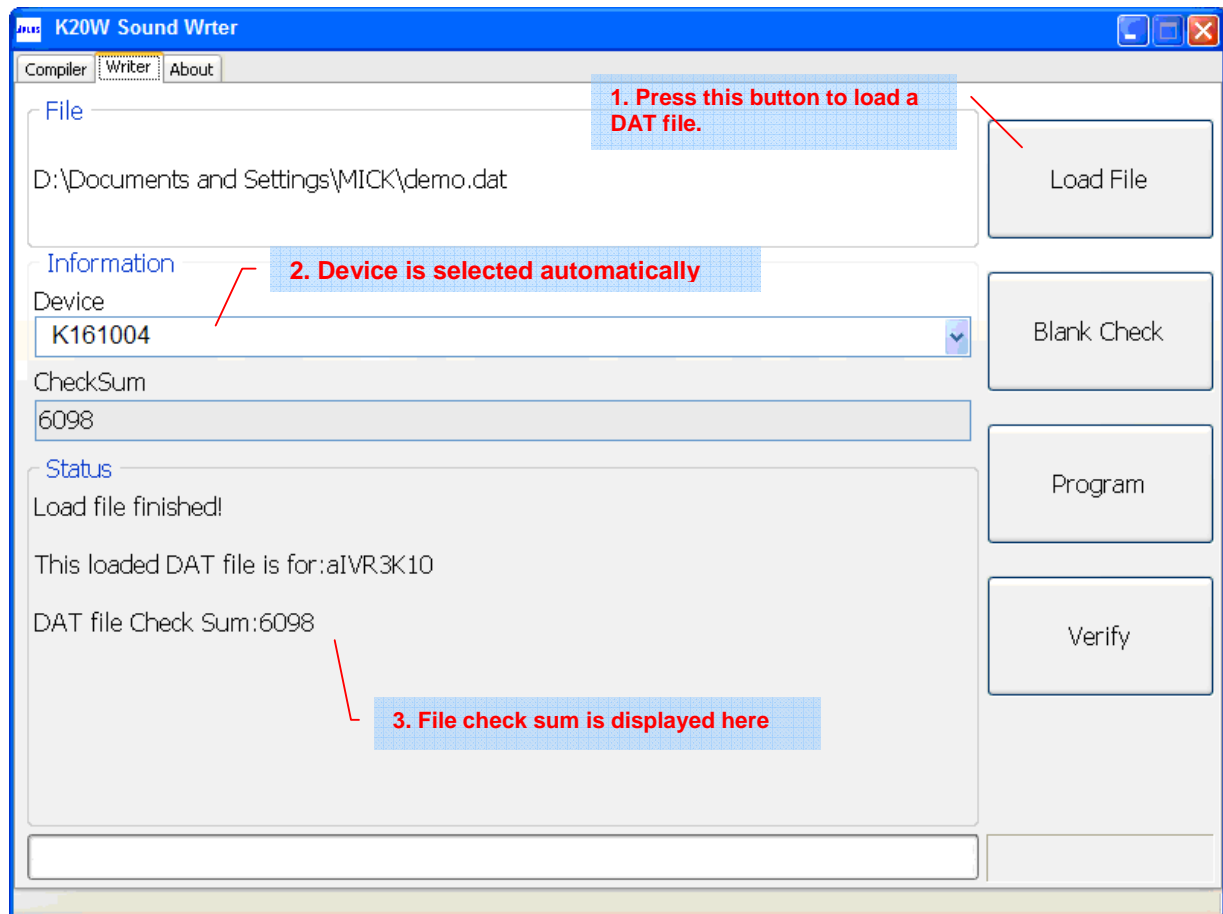 APLUS K20W Sound Wrter
Compiler Writer About
1. Press this button to load a
DAT file.
File
D:\Documents and Settings\MICK\demo.dat
Load File
Information
2. Device is selected automatically
Device
K161004
Blank Check
CheckSum
6098
Status
Load file finished!
Program
This loaded DAT file is for:aIVR3K10
DAT file Check Sum:6098
Verify
3. File check sum is displayed here